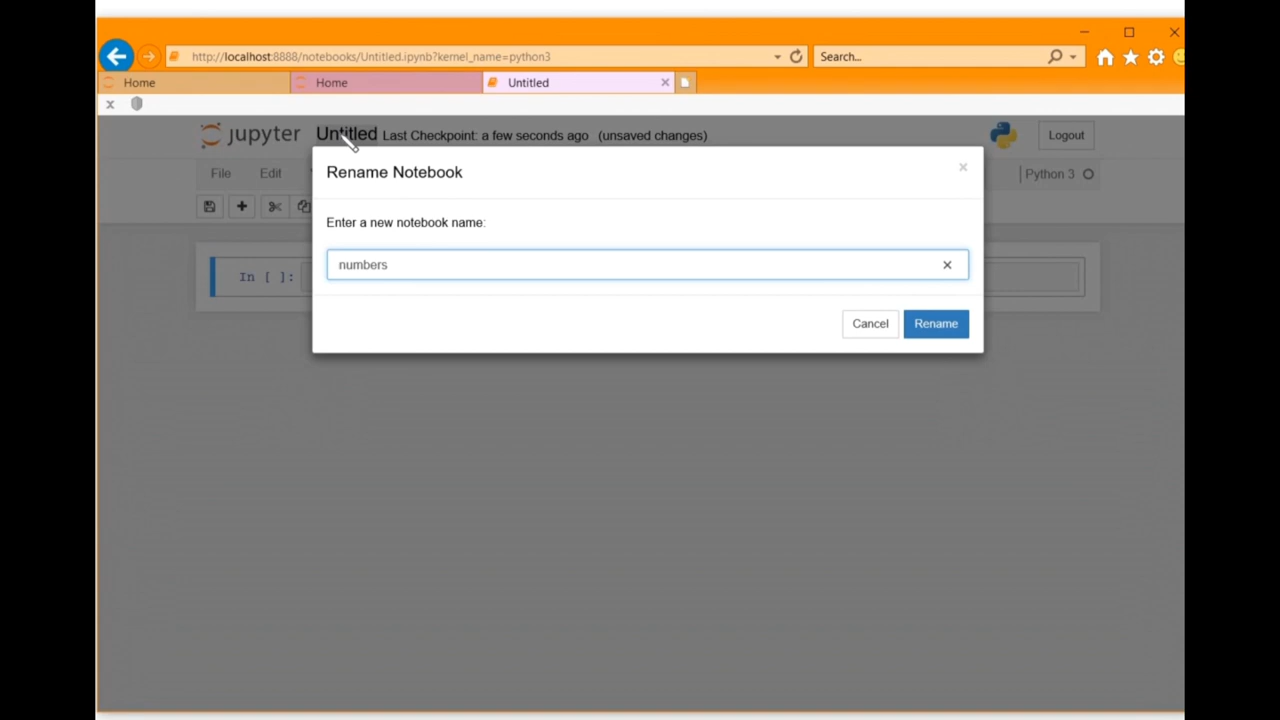 http://localhost:8888/notebooks/Untitled.ipynb?kernel_name=python3 Search...
Home Home Untitled
jupyter Untitled Last Checkpoint: a few seconds ago (unsaved changes) Logout
File Edit Python 3
Rename Notebook
Enter a new notebook name:
In [ ]: numbers
Cancel Rename